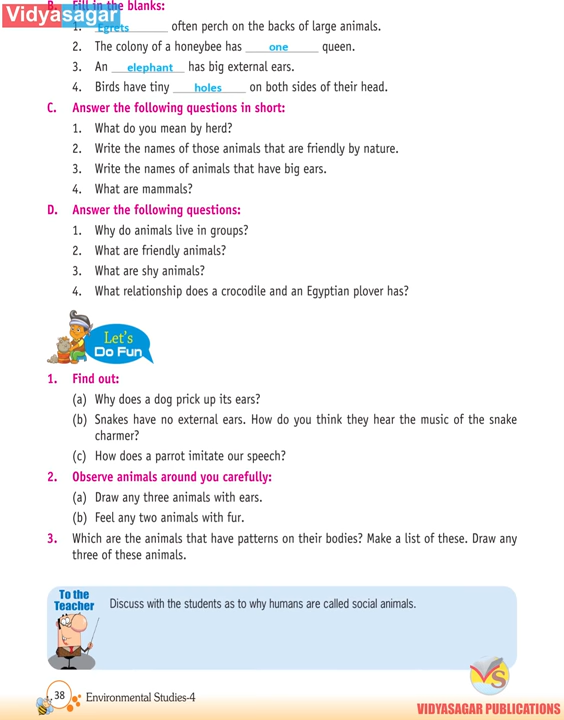 B. Fill in the blanks:
Vidyasagar
1. Egrets often perch on the backs of large animals.
2. The colony of a honeybee has one queen.
3. An elephant has big external ears.
4. Birds have tiny holes on both sides of their head.
C. Answer the following questions in short:
1. What do you mean by herd?
2. Write the names of those animals that are friendly by nature.
3. Write the names of animals that have big ears.
4. What are mammals?
D. Answer the following questions:
1. Why do animals live in groups?
2. What are friendly animals?
3. What are shy animals?
4. What relationship does a crocodile and an Egyptian plover has?
Let's
Do Fun
1. Find out:
(a) Why does a dog prick up its ears?
(b) Snakes have no external ears. How do you think they hear the music of the snake
charmer?
(c) How does a parrot imitate our speech?
2. Observe animals around you carefully:
(a) Draw any three animals with ears.
(b) Feel any two animals with fur.
3. Which are the animals that have patterns on their bodies? Make a list of these. Draw any
three of these animals.
To the
Teacher
Discuss with the students as to why humans are called social animals.
VS
38 Environmental Studies-4
VIDYASAGAR PUBLICATIONS